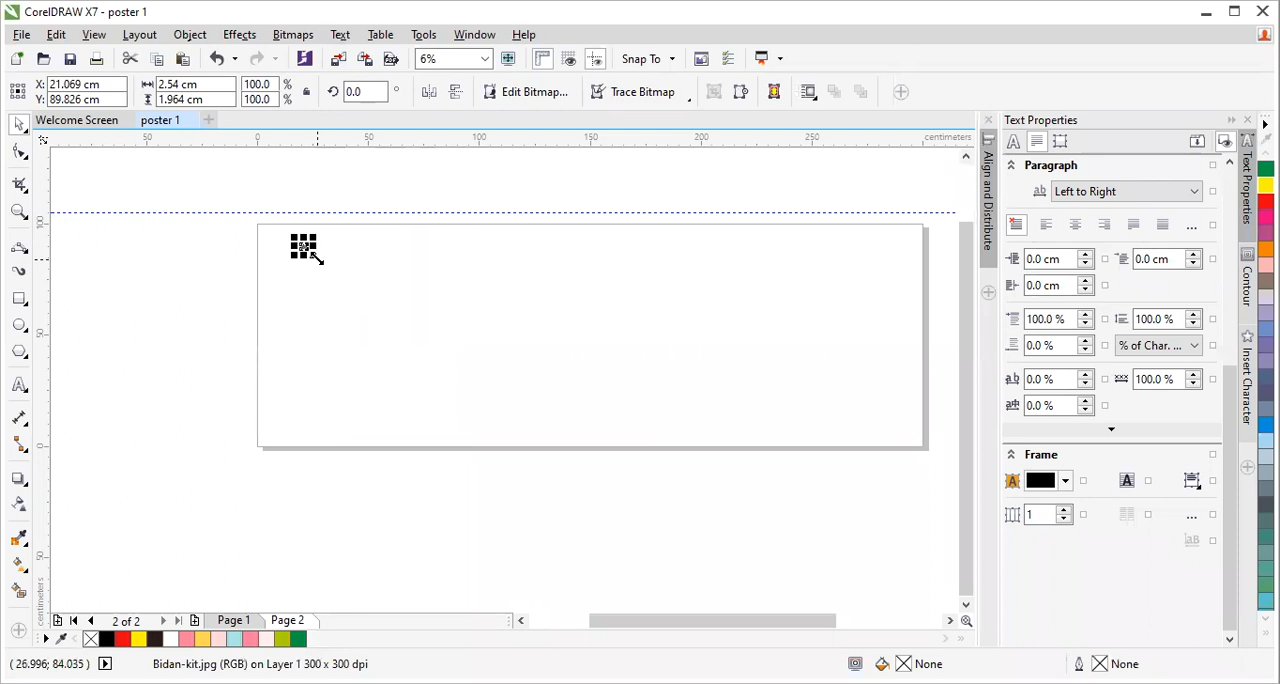 CorelDRAW X7 - poster 1
File Edit View Layout Object Effects Bitmaps Text Table Tools Window Help
6% Snap To
X: 21.069 cm 2.54 cm 100.0 % 0.0 ° Edit Bitmap... Trace Bitmap
Y: 89.826 cm 1.964 cm 100.0 %
Welcome Screen poster 1
50 0 50 100 150 200 250 centimeters
100
50
0
50
centimeters
Align and Distribute
Text Properties
Paragraph
Left to Right
0.0 cm 0.0 cm
0.0 cm
100.0 % 100.0 %
0.0 % % of Char. ...
0.0 % 100.0 %
0.0 %
Frame
1
Text Properties
Contour
Insert Character
2 of 2 Page 1 Page 2
( 26.996; 84.035 ) Bidan-kit.jpg (RGB) on Layer 1 300 x 300 dpi None None